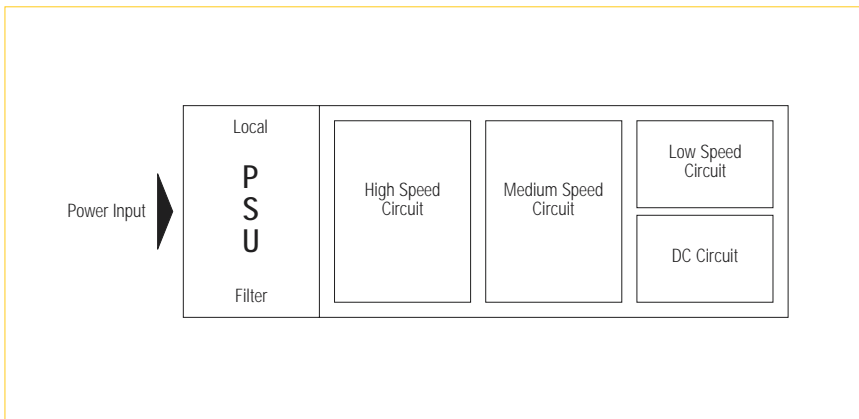 Power Input
Local
P
S
U
Filter
High Speed
Circuit
Medium Speed
Circuit
Low Speed
Circuit
DC Circuit